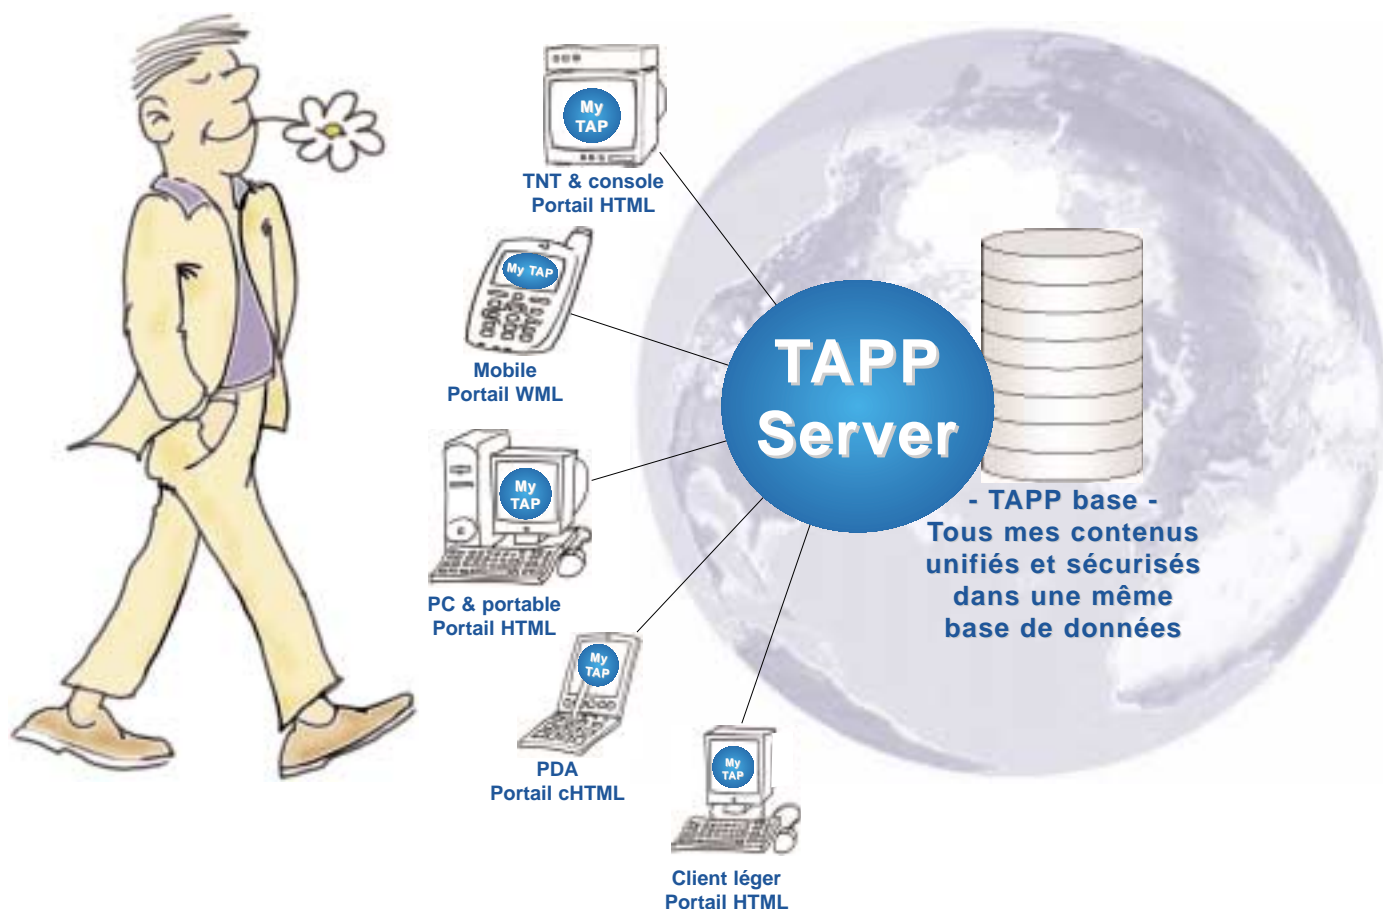 My
TAP
TNT & console
Portail HTML
My TAP
Mobile
Portail WML
My
TAP
PC & portable
Portail HTML
My
TAP
PDA
Portail cHTML
My
TAP
Client léger
Portail HTML
TAPP
Server
- TAPP base -
Tous mes contenus
unifiés et sécurisés
dans une même
base de données